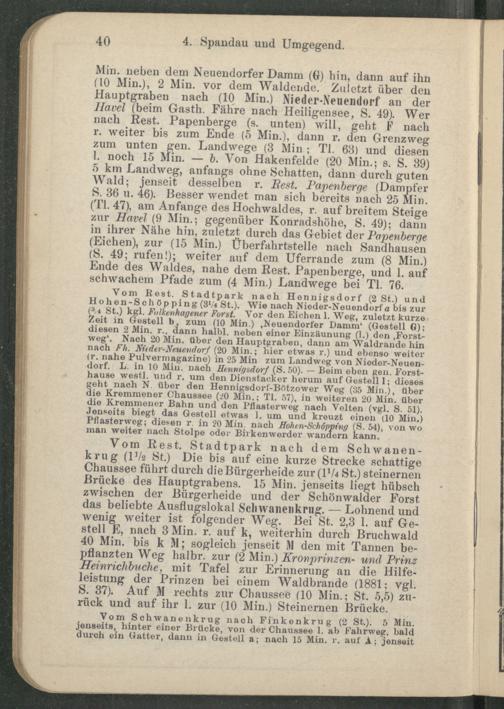 40 4. Spandau und Umgegend.
Min. neben dem Neuendorfer Damm (G) hin, dann auf ihn
(10 Min.), 2 Min. vor dem Waldende. Zuletzt über den
Hauptgraben nach (10 Min.) Nieder-Neuendorf an der
Havel (beim Gasth. Fähre nach Heiligensee, S. 49). Wer
nach Rest. Papenberge (s. unten) will, geht F nach
r. weiter bis zum Ende (5 Min.), dann r. den Grenzweg
zum unten gen. Landwege (3 Min; Tl. 63) und diesen
l. noch 15 Min. — b. Von Hakenfelde (20 Min.; s. S. 39)
5 km Landweg, anfangs ohne Schatten, dann durch guten
Wald; jenseit desselben r. Rest. Papenberge (Dampfer
S. 36 u. 46). Besser wendet man sich bereits nach 25 Min.
(Tl. 47), am Anfange des Hochwaldes, r. auf breitem Steige
zur Havel (9 Min.; gegenüber Konradshöhe, S. 49); dann
in ihrer Nähe hin, zuletzt durch das Gebiet der Papenberge
(Eichen), zur (15 Min.) Überfahrtstelle nach Sandhausen
(S. 49; rufen!); weiter auf dem Uferrande zum (8 Min.)
Ende des Waldes, nahe dem Rest. Papenberge, und l. auf
schwachem Pfade zum (4 Min.) Landwege bei Tl. 76.
Vom Rest. Stadtpark nach Hennigsdorf (2 St.) und
Hohen-Schöpping (3¼ St.). Wie nach Nieder-Neuendorf a bis zur
(¾ St.) kgl. Falkenhagener Forst. Vor den Eichen l. Weg, zuletzt kurze
Zeit in Gestell b, zum (10 Min.) ‚Neuendorfer Damm‘ (Gestell G);
diesen 2 Min. r., dann halbl. neben einer Einzäunung (l.) den ‚Forst-
weg‘. Nach 20 Min. über den Hauptgraben, dann am Waldrande hin
nach Fh. Nieder-Neuendorf (20 Min.; hier etwas r.) und ebenso weiter
(r. nahe Pulvermagazine) in 25 Min zum Landweg von Nieder-Neuen-
dorf. L. in 10 Min. nach Hennigsdorf (S. 50). — Beim eben gen. Forst-
hause westl. und r. um den Dienstacker herum auf Gestell I; dieses
geht nach N. über den Hennigsdorf-Bötzower Weg (35 Min.), über
die Kremmener Chaussee (20 Min.; Tl. 57), in weiteren 20 Min. über
die Kremmener Bahn und den Pflasterweg nach Velten (vgl. S. 51).
Jenseits biegt das Gestell etwas l. um und kreuzt einen (10 Min.)
Pflasterweg; diesen r. in 20 Min. nach Hohen-Schöpping (S. 54), von wo
man weiter nach Stolpe oder Birkenwerder wandern kann.
Vom Rest. Stadtpark nach dem Schwanen-
krug (1½ St.) Die bis auf eine kurze Strecke schattige
Chaussee führt durch die Bürgerheide zur (1¼ St.) steinernen
Brücke des Hauptgrabens. 15 Min. jenseits liegt hübsch
zwischen der Bürgerheide und der Schönwalder Forst
das beliebte Ausflugslokal Schwanenkrug. — Lohnend und
wenig weiter ist folgender Weg. Bei St. 2,3 l. auf Ge-
stell E, nach 3 Min. r. auf k, weiterhin durch Bruchwald
40 Min. bis k M; sogleich jenseit M den mit Tannen be-
pflanzten Weg halbr. zur (2 Min.) Kronprinzen- und Prinz
Heinrichbuche, mit Tafel zur Erinnerung an die Hilfe-
leistung der Prinzen bei einem Waldbrande (1881; vgl.
S. 37). Auf M rechts zur Chaussee (10 Min.; St. 5,5) zu-
rück und auf ihr l. zur (10 Min.) Steinernen Brücke.
Vom Schwanenkrug nach Finkenkrug (2 St.). 5 Min.
jenseits, hinter einer Brücke, von der Chaussee l. ab Fahrweg, bald
durch ein Gatter, dann in Gestell a; nach 15 Min. r. auf A; jenseit